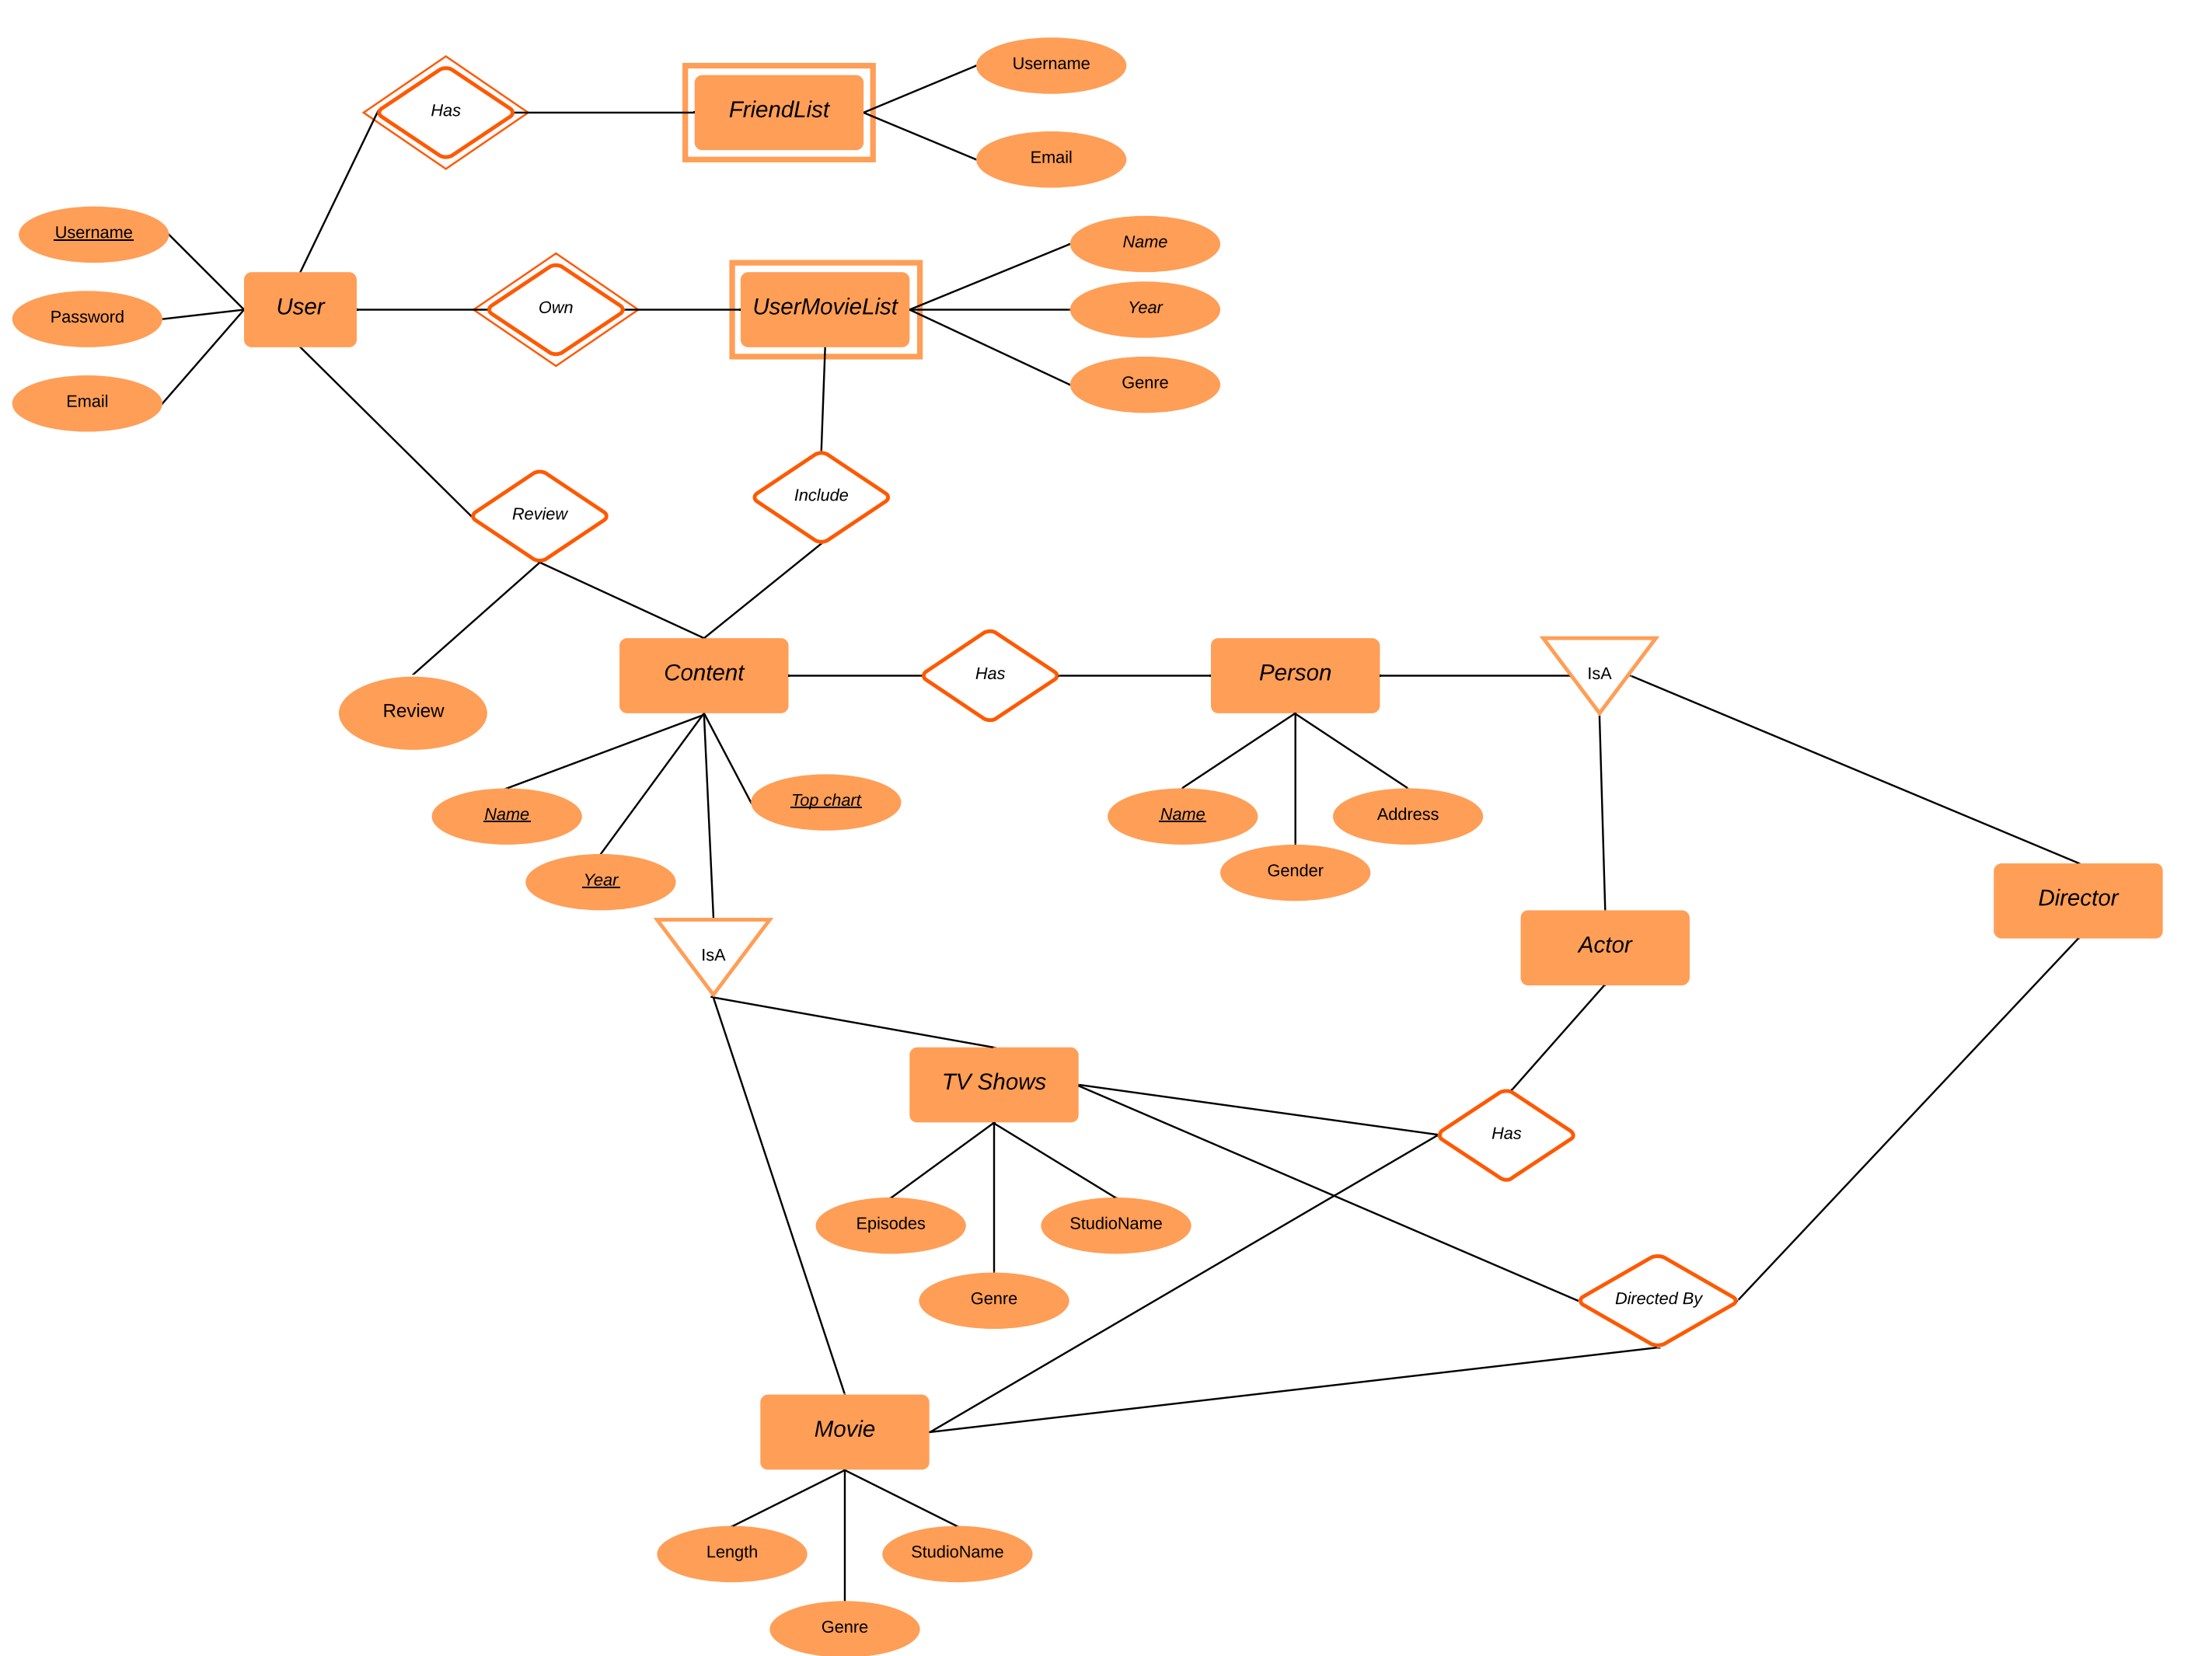 Username
Has
FriendList
Email
Username
Name
Password
User
Own
UserMovieList
Year
Email
Genre
Include
Review
Content
Has
Person
IsA
Review
Top chart
Name
Name
Address
Year
Gender
Director
Actor
IsA
TV Shows
Has
Episodes
StudioName
Genre
Directed By
Movie
Length
StudioName
Genre